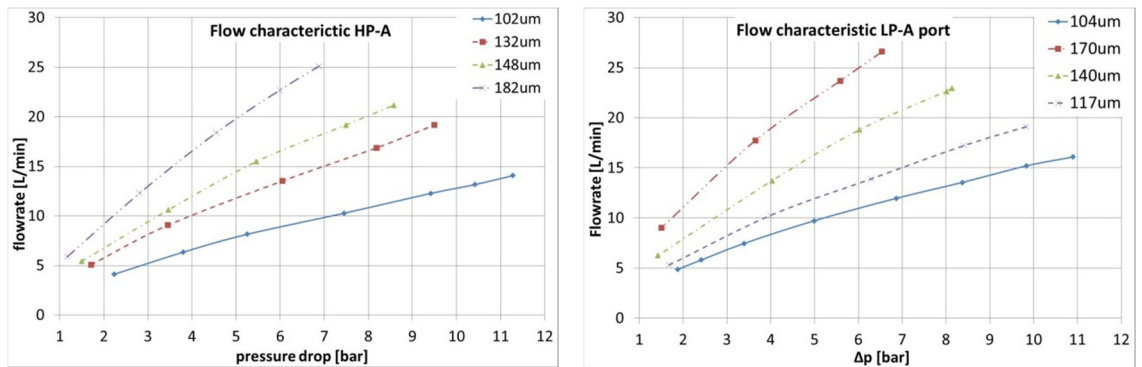 Flow charecterictic HP-A
102um
132um
148um
182um
30
25
20
15
10
5
0
flowrate [L/min]
1 2 3 4 5 6 7 8 9 10 11 12
pressure drop [bar]
Flow characteristic LP-A port
104um
170um
140um
117um
30
25
20
15
10
5
0
Flowrate [L/min]
1 2 3 4 5 6 7 8 9 10 11 12
Δp [bar]